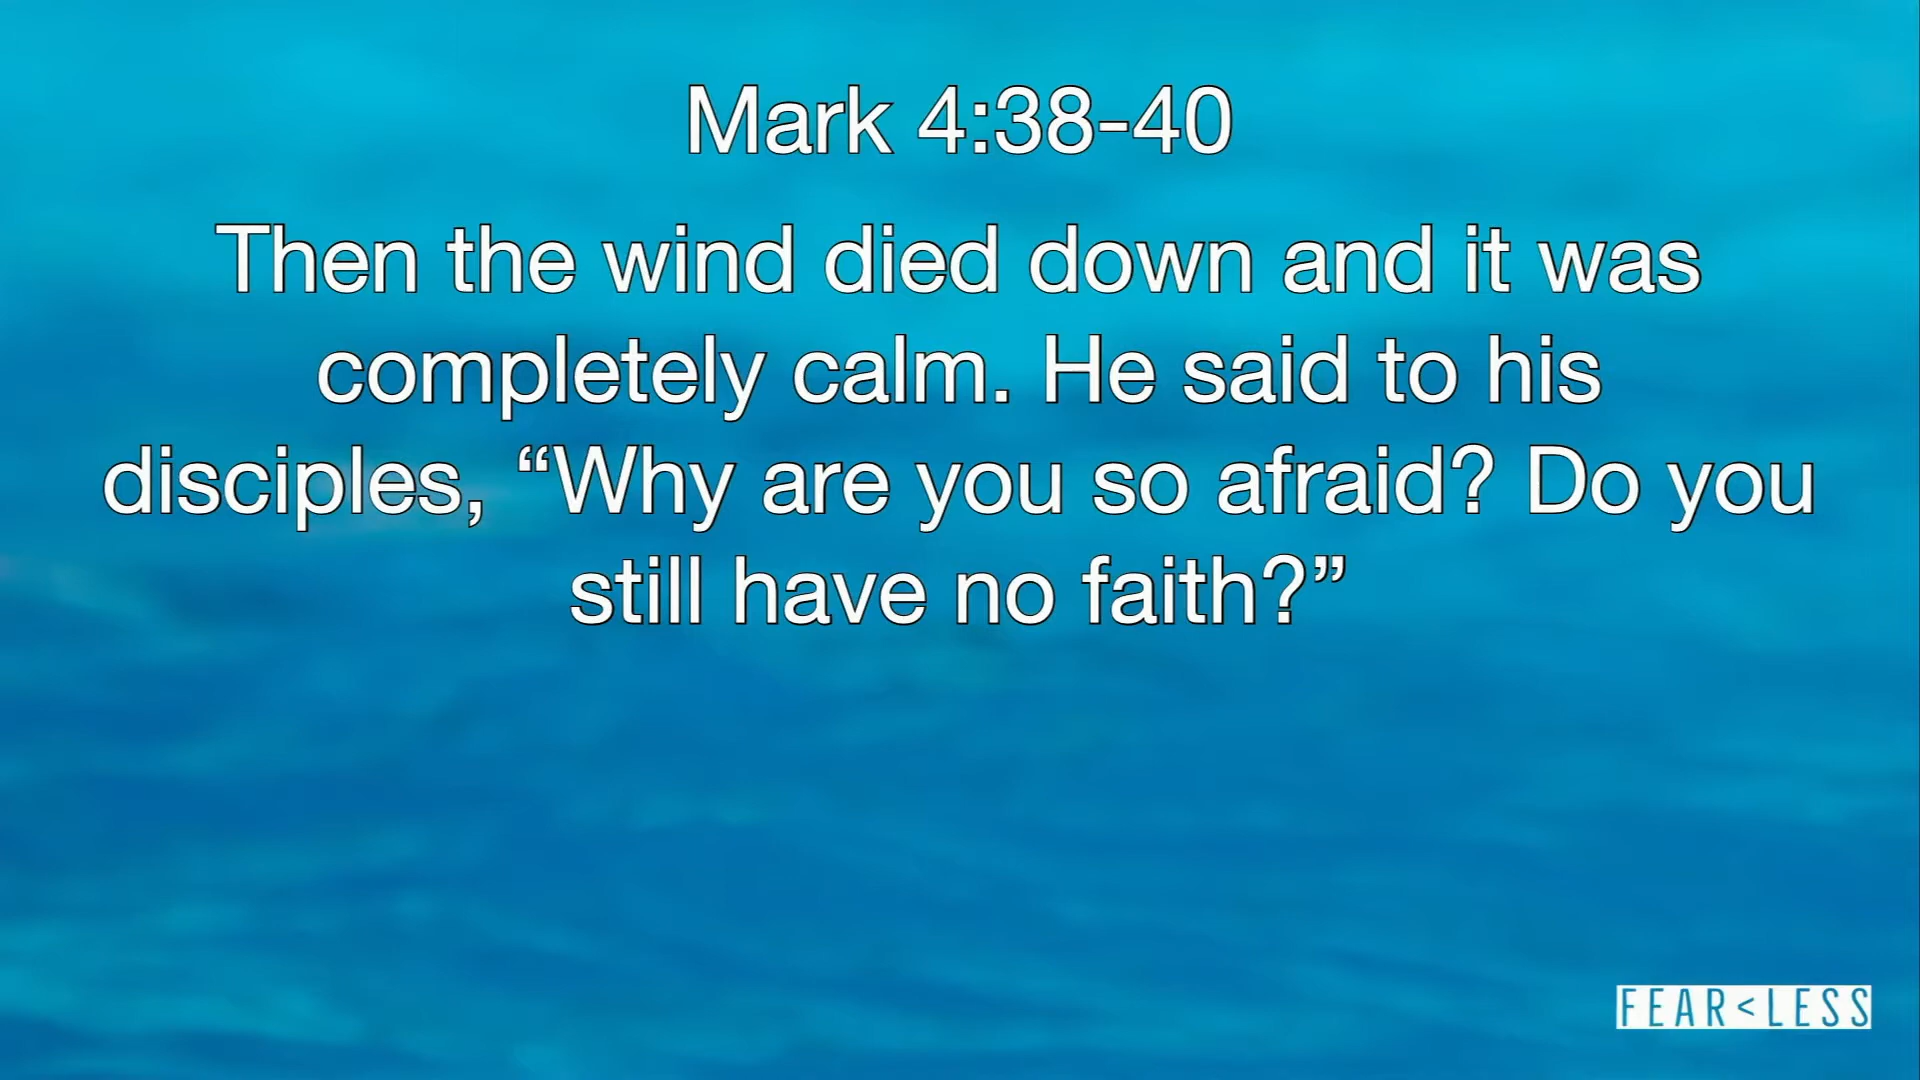 Mark 4:38-40
Then the wind died down and it was
completely calm. He said to his
disciples, “Why are you so afraid? Do you
still have no faith?”
FEAR<LESS